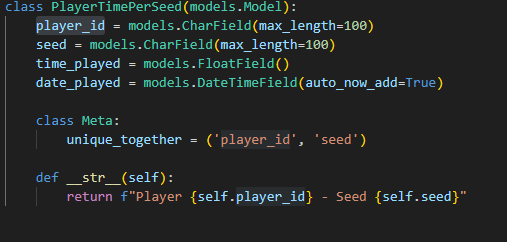 class PlayerTimePerSeed(models.Model):
    player_id = models.CharField(max_length=100)
    seed = models.CharField(max_length=100)
    time_played = models.FloatField()
    date_played = models.DateTimeField(auto_now_add=True)

    class Meta:
        unique_together = ('player_id', 'seed')

    def __str__(self):
        return f"Player {self.player_id} - Seed {self.seed}"